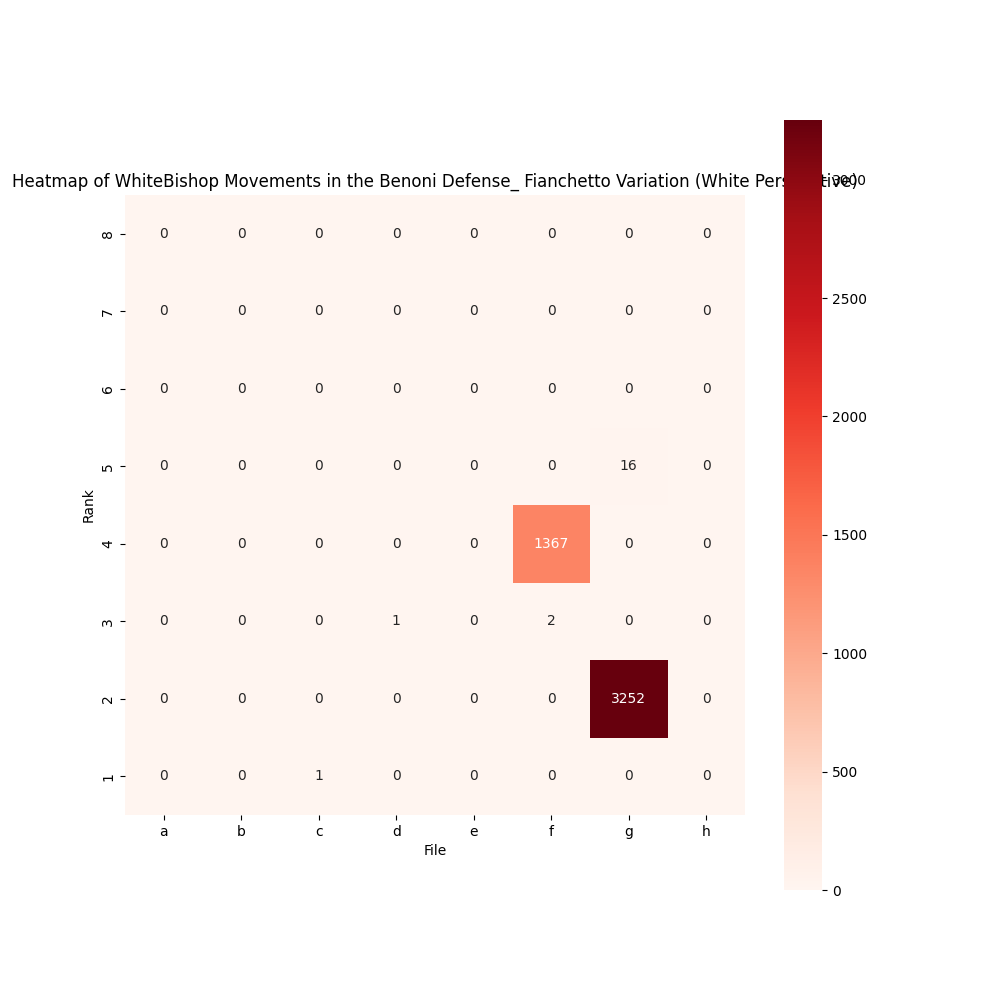 Heatmap of WhiteBishop Movements in the Benoni Defense_ Fianchetto Variation (White Perspective)
3000
8 0 0 0 0 0 0 0 0
7 0 0 0 0 0 0 0 0
2500
6 0 0 0 0 0 0 0 0
2000
5 0 0 0 0 0 0 16 0
Rank
1500
4 0 0 0 0 0 1367 0 0
3 0 0 0 1 0 2 0 0
1000
2 0 0 0 0 0 0 3252 0
500
1 0 0 1 0 0 0 0 0
a b c d e f g h
File
0